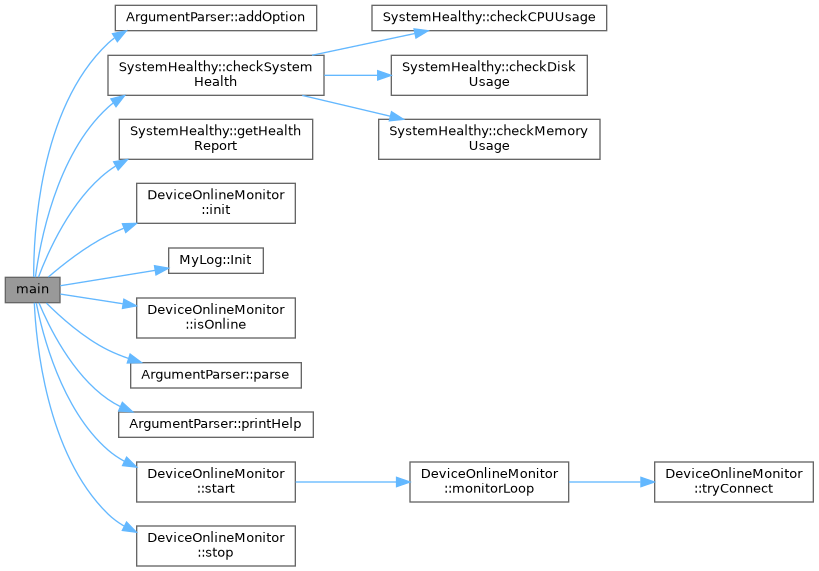 ArgumentParser::addOption
SystemHealthy::checkCPUUsage
SystemHealthy::checkSystem
Health
SystemHealthy::checkDisk
Usage
SystemHealthy::checkMemory
Usage
SystemHealthy::getHealth
Report
DeviceOnlineMonitor
::init
MyLog::Init
main
DeviceOnlineMonitor
::isOnline
ArgumentParser::parse
ArgumentParser::printHelp
DeviceOnlineMonitor
::start
DeviceOnlineMonitor
::monitorLoop
DeviceOnlineMonitor
::tryConnect
DeviceOnlineMonitor
::stop